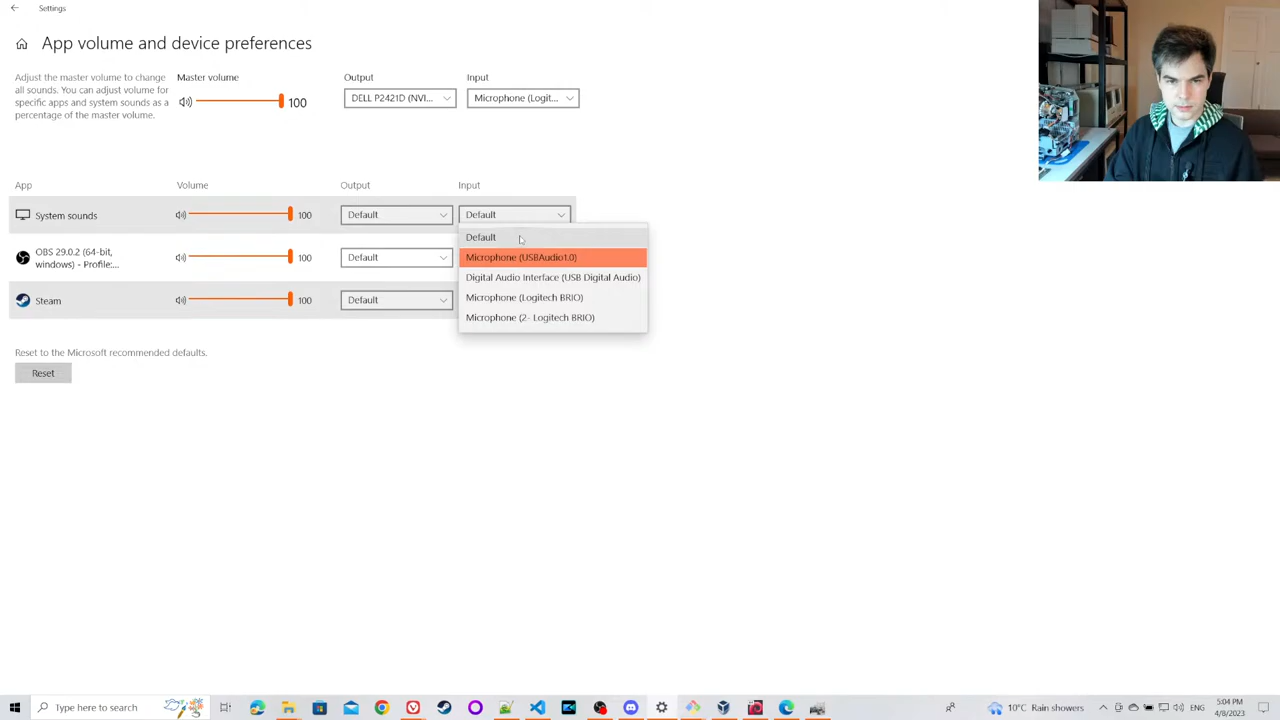 Settings
App volume and device preferences
Adjust the master volume to change
all sounds. You can adjust volume for
specific apps and system sounds as a
percentage of the master volume.
Master volume
100
Output
DELL P2421D (NVI...
Input
Microphone (Logit...
App
Volume
Output
Input
System sounds
100
Default
Default
Default
Microphone (USBAudio1.0)
Digital Audio Interface (USB Digital Audio)
Microphone (Logitech BRIO)
Microphone (2- Logitech BRIO)
OBS 29.0.2 (64-bit,
windows) - Profile:...
100
Default
Steam
100
Default
Reset to the Microsoft recommended defaults.
Reset
Type here to search
10°C Rain showers
ENG
5:04 PM
4/8/2023